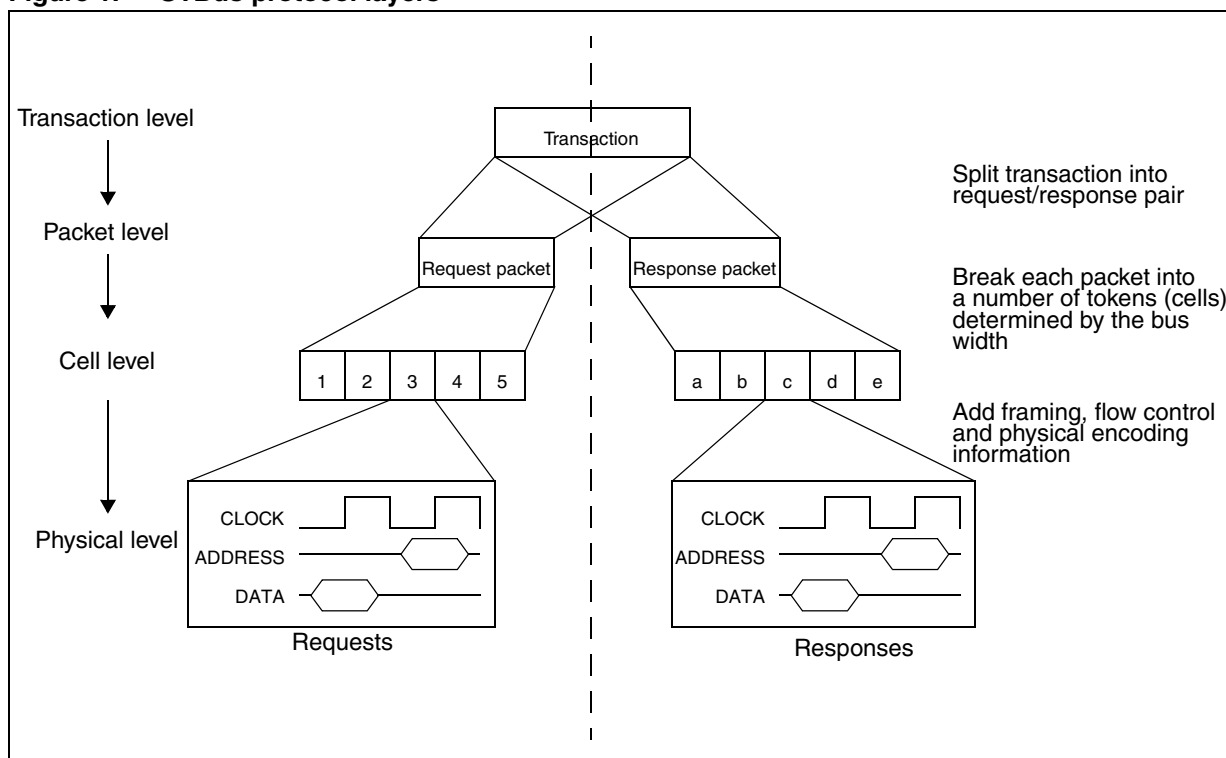 Transaction level
Transaction
Split transaction into
request/response pair
Packet level
Request packet
Response packet
Break each packet into
a number of tokens (cells)
determined by the bus
width
Cell level
1 2 3 4 5
a b c d e
Add framing, flow control
and physical encoding
information
Physical level
CLOCK
ADDRESS
DATA
Requests
CLOCK
ADDRESS
DATA
Responses